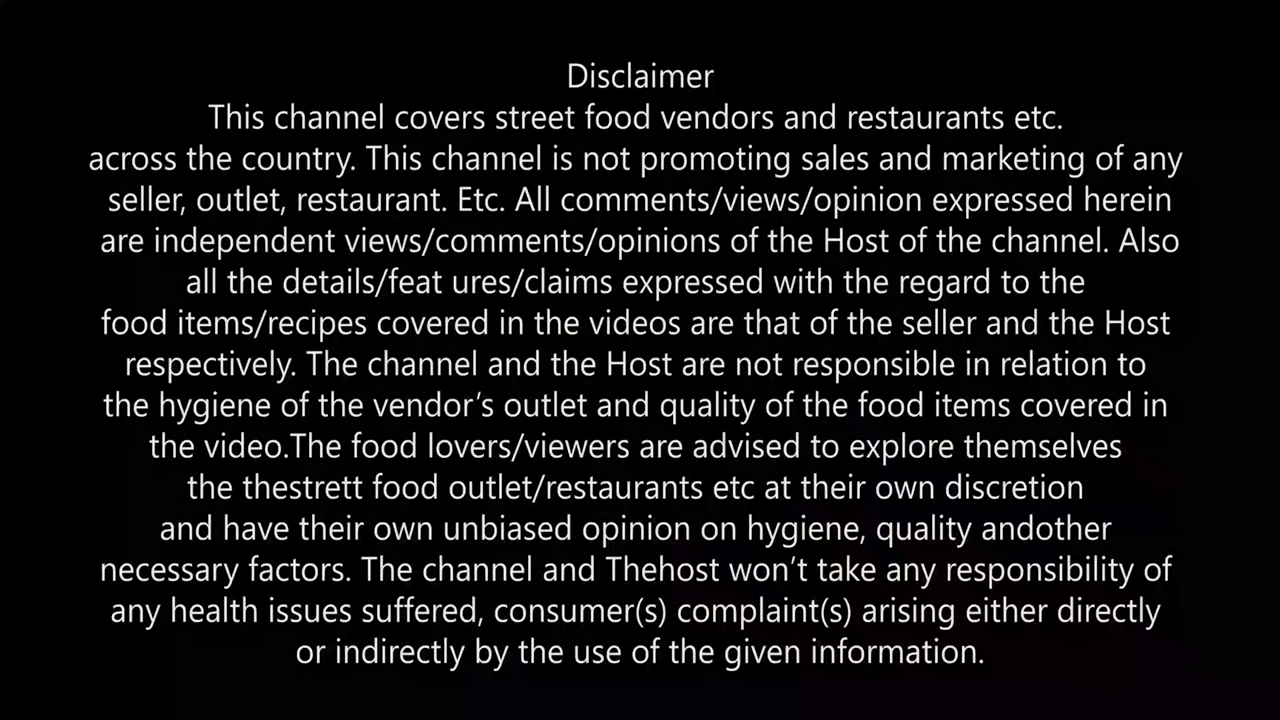 Disclaimer
This channel covers street food vendors and restaurants etc.
across the country. This channel is not promoting sales and marketing of any
seller, outlet, restaurant. Etc. All comments/views/opinion expressed herein
are independent views/comments/opinions of the Host of the channel. Also
all the details/feat ures/claims expressed with the regard to the
food items/recipes covered in the videos are that of the seller and the Host
respectively. The channel and the Host are not responsible in relation to
the hygiene of the vendor’s outlet and quality of the food items covered in
the video.The food lovers/viewers are advised to explore themselves
the thestrett food outlet/restaurants etc at their own discretion
and have their own unbiased opinion on hygiene, quality andother
necessary factors. The channel and Thehost won’t take any responsibility of
any health issues suffered, consumer(s) complaint(s) arising either directly
or indirectly by the use of the given information.